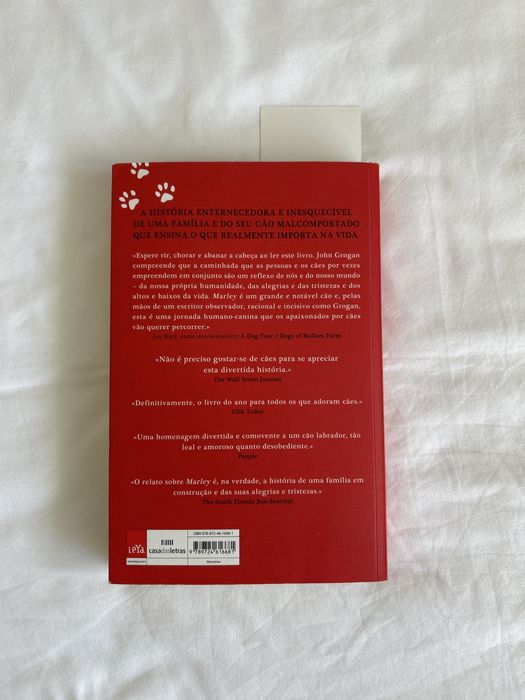 A HISTÓRIA ENTERNECEDORA E INESQUECÍVEL
DE UMA FAMÍLIA E DO SEU CÃO MALCOMPORTADO
QUE ENSINA O QUE REALMENTE IMPORTA NA VIDA.
«Espere rir, chorar e abanar a cabeça ao ler este livro. John Grogan
compreende que a caminhada que as pessoas e os cães por vezes
empreendem em conjunto são um reflexo de nós e do nosso mundo
– da nossa própria humanidade, das alegrias e das tristezas e dos
altos e baixos da vida. Marley é um grande e notável cão e, pelas
mãos de um escritor observador, racional e incisivo como Grogan,
esta é uma jornada humano-canina que os apaixonados por cães
vão querer percorrer.»
Jon Katz, autor dos bestsellers A Dog Year e Dogs of Bedlam Farm
«Não é preciso gostar-se de cães para se apreciar
esta divertida história.»
The Wall Street Journal
«Definitivamente, o livro do ano para todos os que adoram cães.»
USA Today
«Uma homenagem divertida e comovente a um cão labrador, tão
leal e amoroso quanto desobediente.»
People
«O relato sobre Marley é, na verdade, a história de uma família em
construção e das suas alegrias e tristezas.»
The South Florida Sun-Sentinel
ISBN 978-972-46-1668-1
LeYa
casadasletras
9789724616681